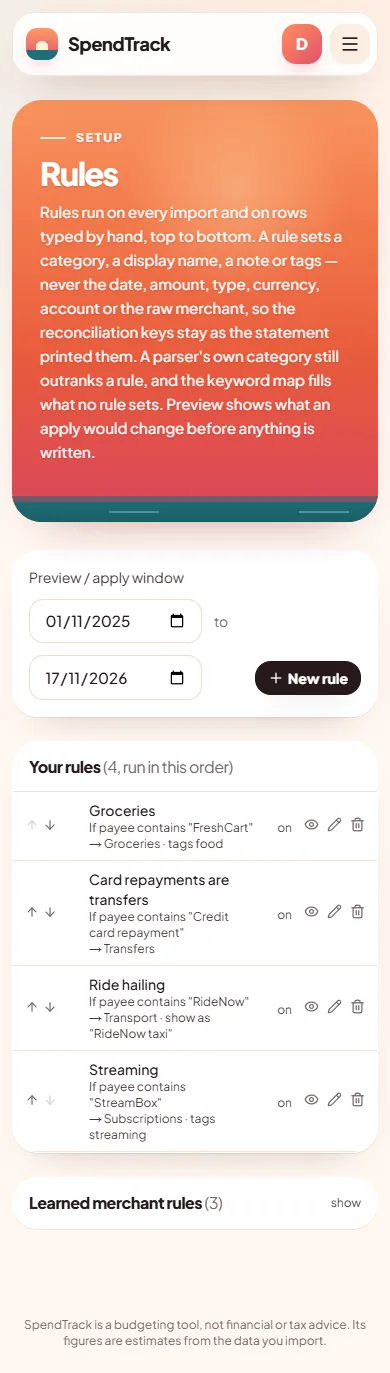 SpendTrack
D
SETUP
Rules
Rules run on every import and on rows
typed by hand, top to bottom. A rule sets a
category, a display name, a note or tags —
never the date, amount, type, currency,
account or the raw merchant, so the
reconciliation keys stay as the statement
printed them. A parser's own category still
outranks a rule, and the keyword map fills
what no rule sets. Preview shows what an
apply would change before anything is
written.
Preview / apply window
01/11/2025 to
17/11/2026
+ New rule
Your rules (4, run in this order)
Groceries
If payee contains "FreshCart"
→ Groceries · tags food
on
Card repayments are
transfers
If payee contains "Credit
card repayment"
→ Transfers
on
Ride hailing
If payee contains "RideNow"
→ Transport · show as
"RideNow taxi"
on
Streaming
If payee contains
"StreamBox"
→ Subscriptions · tags
streaming
on
Learned merchant rules (3)
show
SpendTrack is a budgeting tool, not financial or tax advice. Its
figures are estimates from the data you import.